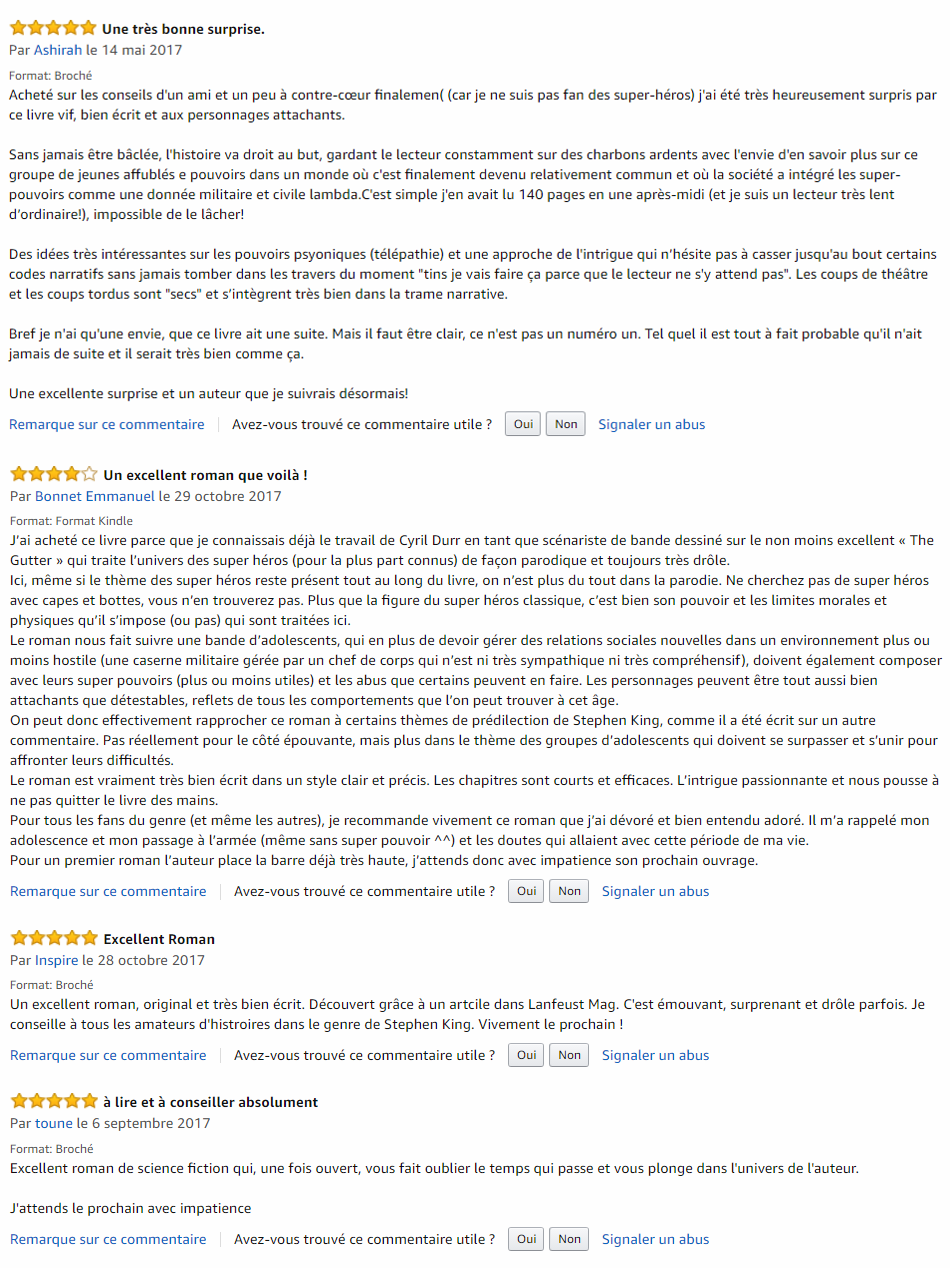 Une très bonne surprise.
Par Ashirah le 14 mai 2017
Format: Broché
Acheté sur les conseils d'un ami et un peu à contre-cœur finalemen( (car je ne suis pas fan des super-héros) j'ai été très heureusement surpris par
ce livre vif, bien écrit et aux personnages attachants.
Sans jamais être bâclée, l'histoire va droit au but, gardant le lecteur constamment sur des charbons ardents avec l'envie d'en savoir plus sur ce
groupe de jeunes affublés e pouvoirs dans un monde où c'est finalement devenu relativement commun et où la société a intégré les super-
pouvoirs comme une donnée militaire et civile lambda.C'est simple j'en avait lu 140 pages en une après-midi (et je suis un lecteur très lent
d'ordinaire!), impossible de le lâcher!
Des idées très intéressantes sur les pouvoirs psyoniques (télépathie) et une approche de l'intrigue qui n’hésite pas à casser jusqu'au bout certains
codes narratifs sans jamais tomber dans les travers du moment "tins je vais faire ça parce que le lecteur ne s'y attend pas". Les coups de théâtre
et les coups tordus sont "secs" et s’intègrent très bien dans la trame narrative.
Bref je n'ai qu'une envie, que ce livre ait une suite. Mais il faut être clair, ce n'est pas un numéro un. Tel quel il est tout à fait probable qu'il n'ait
jamais de suite et il serait très bien comme ça.
Une excellente surprise et un auteur que je suivrais désormais!
Remarque sur ce commentaire Avez-vous trouvé ce commentaire utile ? Oui Non Signaler un abus
Un excellent roman que voilà !
Par Bonnet Emmanuel le 29 octobre 2017
Format: Format Kindle
J’ai acheté ce livre parce que je connaissais déjà le travail de Cyril Durr en tant que scénariste de bande dessiné sur le non moins excellent « The
Gutter » qui traite l’univers des super héros (pour la plus part connus) de façon parodique et toujours très drôle.
Ici, même si le thème des super héros reste présent tout au long du livre, on n’est plus du tout dans la parodie. Ne cherchez pas de super héros
avec capes et bottes, vous n’en trouverez pas. Plus que la figure du super héros classique, c’est bien son pouvoir et les limites morales et
physiques qu’il s’impose (ou pas) qui sont traitées ici.
Le roman nous fait suivre une bande d’adolescents, qui en plus de devoir gérer des relations sociales nouvelles dans un environnement plus ou
moins hostile (une caserne militaire gérée par un chef de corps qui n’est ni très sympathique ni très compréhensif), doivent également composer
avec leurs super pouvoirs (plus ou moins utiles) et les abus que certains peuvent en faire. Les personnages peuvent être tout aussi bien
attachants que détestables, reflets de tous les comportements que l’on peut trouver à cet âge.
On peut donc effectivement rapprocher ce roman à certains thèmes de prédilection de Stephen King, comme il a été écrit sur un autre
commentaire. Pas réellement pour le côté épouvante, mais plus dans le thème des groupes d’adolescents qui doivent se surpasser et s’unir pour
affronter leurs difficultés.
Le roman est vraiment très bien écrit dans un style clair et précis. Les chapitres sont courts et efficaces. L’intrigue passionnante et nous pousse à
ne pas quitter le livre des mains.
Pour tous les fans du genre (et même les autres), je recommande vivement ce roman que j’ai dévoré et bien entendu adoré. Il m’a rappelé mon
adolescence et mon passage à l’armée (même sans super pouvoir ^^) et les doutes qui allaient avec cette période de ma vie.
Pour un premier roman l’auteur place la barre déjà très haute, j’attends donc avec impatience son prochain ouvrage.
Remarque sur ce commentaire Avez-vous trouvé ce commentaire utile ? Oui Non Signaler un abus
Excellent Roman
Par Inspire le 28 octobre 2017
Format: Broché
Un excellent roman, original et très bien écrit. Découvert grâce à un artcile dans Lanfeust Mag. C'est émouvant, surprenant et drôle parfois. Je
conseille à tous les amateurs d'histroires dans le genre de Stephen King. Vivement le prochain !
Remarque sur ce commentaire Avez-vous trouvé ce commentaire utile ? Oui Non Signaler un abus
à lire et à conseiller absolument
Par toune le 6 septembre 2017
Format: Broché
Excellent roman de science fiction qui, une fois ouvert, vous fait oublier le temps qui passe et vous plonge dans l'univers de l'auteur.
J'attends le prochain avec impatience
Remarque sur ce commentaire Avez-vous trouvé ce commentaire utile ? Oui Non Signaler un abus